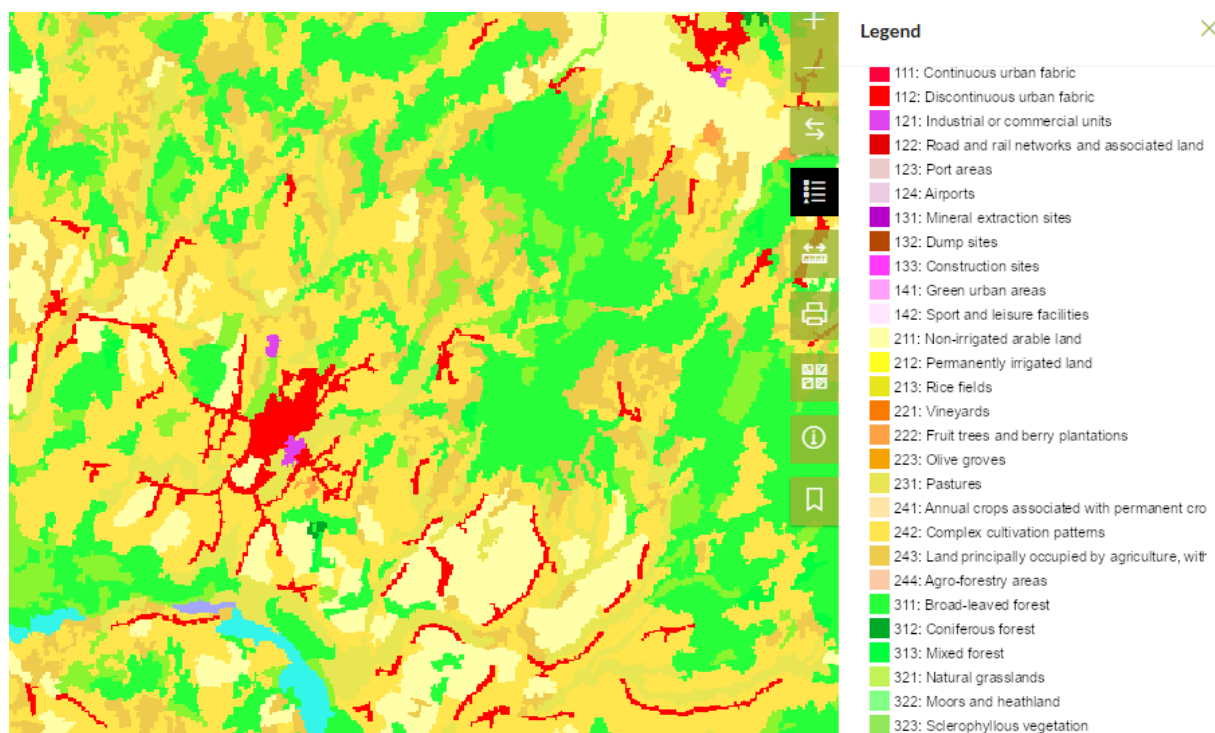 Legend
111: Continuous urban fabric
112: Discontinuous urban fabric
121: Industrial or commercial units
122: Road and rail networks and associated land
123: Port areas
124: Airports
131: Mineral extraction sites
132: Dump sites
133: Construction sites
141: Green urban areas
142: Sport and leisure facilities
211: Non-irrigated arable land
212: Permanently irrigated land
213: Rice fields
221: Vineyards
222: Fruit trees and berry plantations
223: Olive groves
231: Pastures
241: Annual crops associated with permanent cro
242: Complex cultivation patterns
243: Land principally occupied by agriculture, with
244: Agro-forestry areas
311: Broad-leaved forest
312: Coniferous forest
313: Mixed forest
321: Natural grasslands
322: Moors and heathland
323: Sclerophyllous vegetation